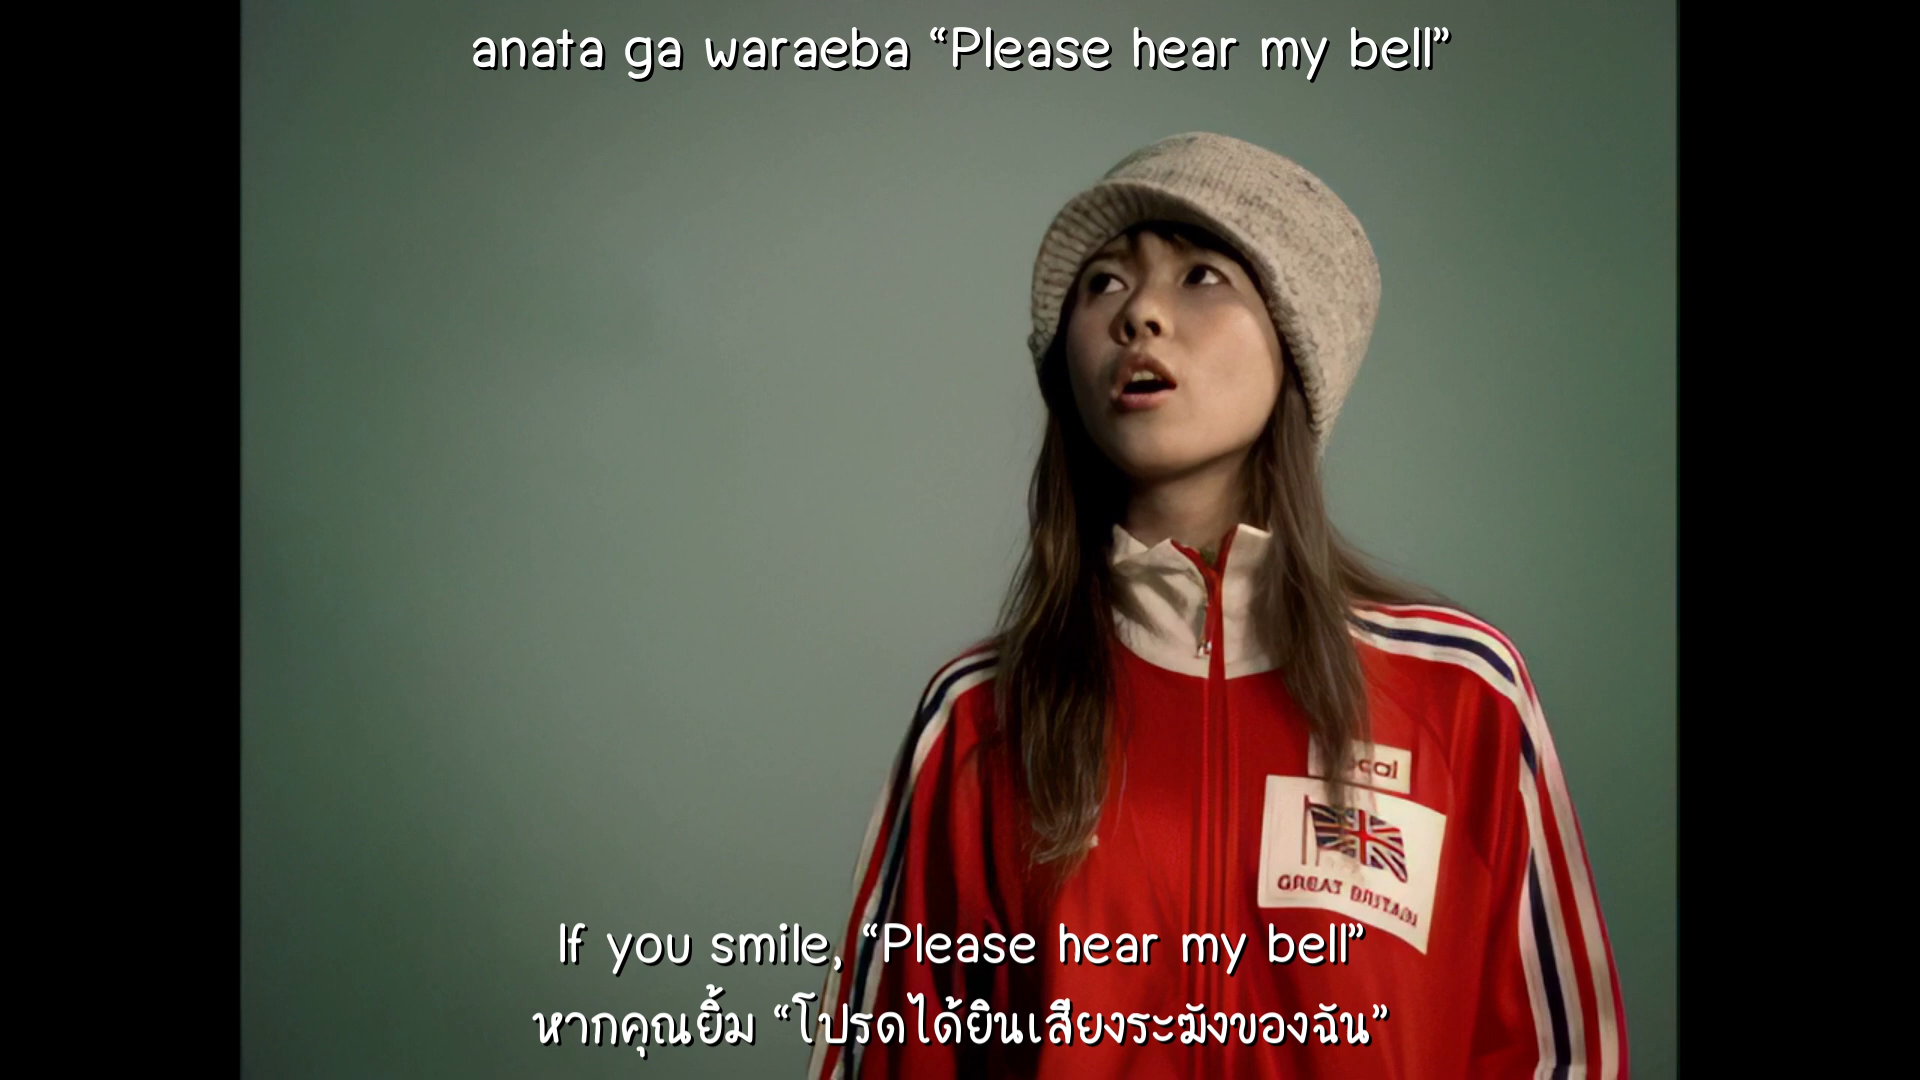 anata ga waraeba “Please hear my bell”
GREAT BRITAIN
If you smile, “Please hear my bell”
หากคุณยิ้ม “โปรดได้ยินเสียงระฆังของฉัน”